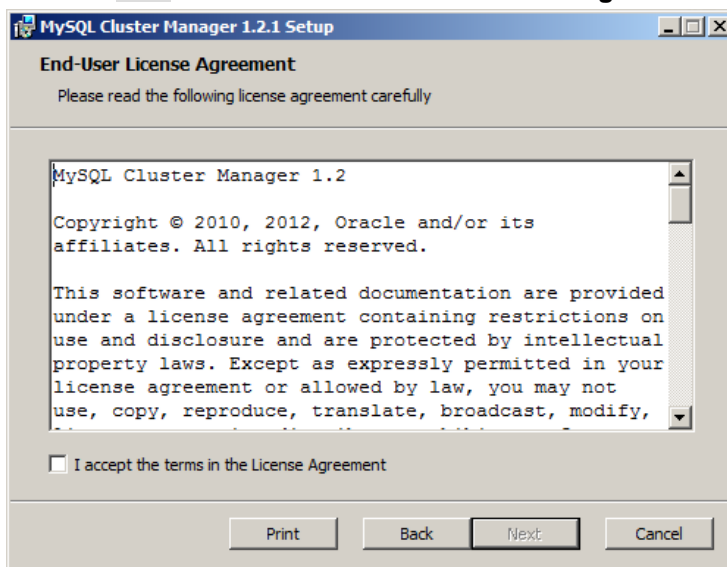 MySQL Cluster Manager 1.2.1 Setup
End-User License Agreement
Please read the following license agreement carefully
MySQL Cluster Manager 1.2
Copyright © 2010, 2012, Oracle and/or its
affiliates. All rights reserved.
This software and related documentation are provided
under a license agreement containing restrictions on
use and disclosure and are protected by intellectual
property laws. Except as expressly permitted in your
license agreement or allowed by law, you may not
use, copy, reproduce, translate, broadcast, modify,
I accept the terms in the License Agreement
Print Back Next Cancel